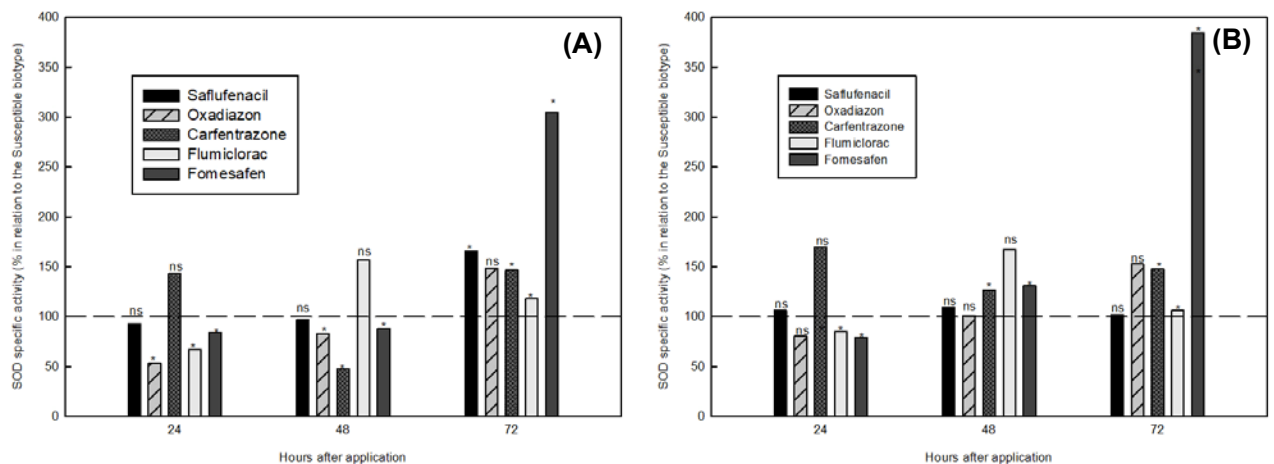 (A)
SOD specific activity (% in relation to the Susceptible biotype)
400
350
300
250
200
150
100
50
0
Saflufenacil
Oxadiazon
Carfentrazone
Flumiclorac
Fomesafen
ns
*
ns
*
*
ns
*
*
ns
*
*
ns
*
*
*
24
48
72
Hours after application
(B)
SOD specific activity (% in relation to the Susceptible biotype)
400
350
300
250
200
150
100
50
0
Saflufenacil
Oxadiazon
Carfentrazone
Flumiclorac
Fomesafen
ns
ns
ns
*
*
ns
ns
*
ns
*
ns
ns
*
*
*
*
24
48
72
Hours after application